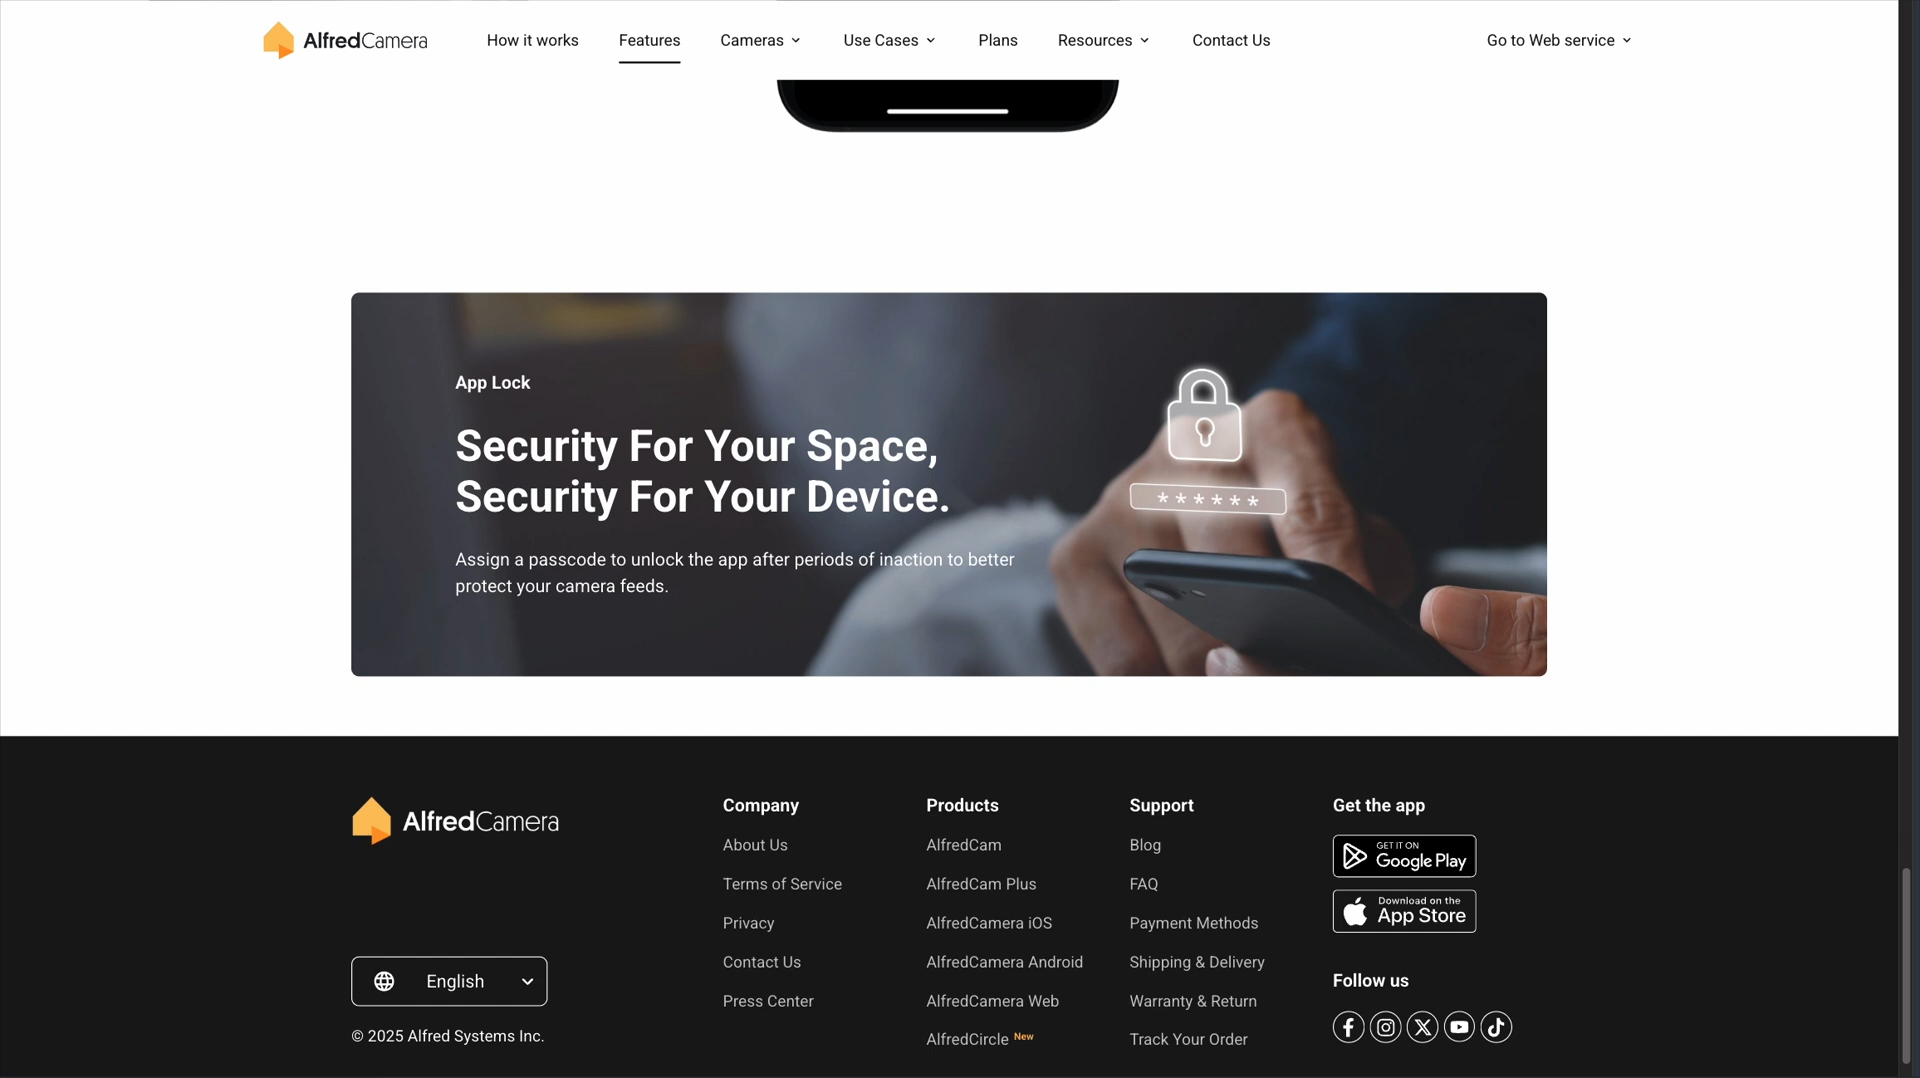 AlfredCamera
How it works
Features
Cameras
Use Cases
Plans
Resources
Contact Us
Go to Web service
App Lock
Security For Your Space,
Security For Your Device.
Assign a passcode to unlock the app after periods of inaction to better
protect your camera feeds.
******
AlfredCamera
English
© 2025 Alfred Systems Inc.
Company
About Us
Terms of Service
Privacy
Contact Us
Press Center
Products
AlfredCam
AlfredCam Plus
AlfredCamera iOS
AlfredCamera Android
AlfredCamera Web
AlfredCircle New
Support
Blog
FAQ
Payment Methods
Shipping & Delivery
Warranty & Return
Track Your Order
Get the app
GET IT ON
Google Play
Download on the
App Store
Follow us